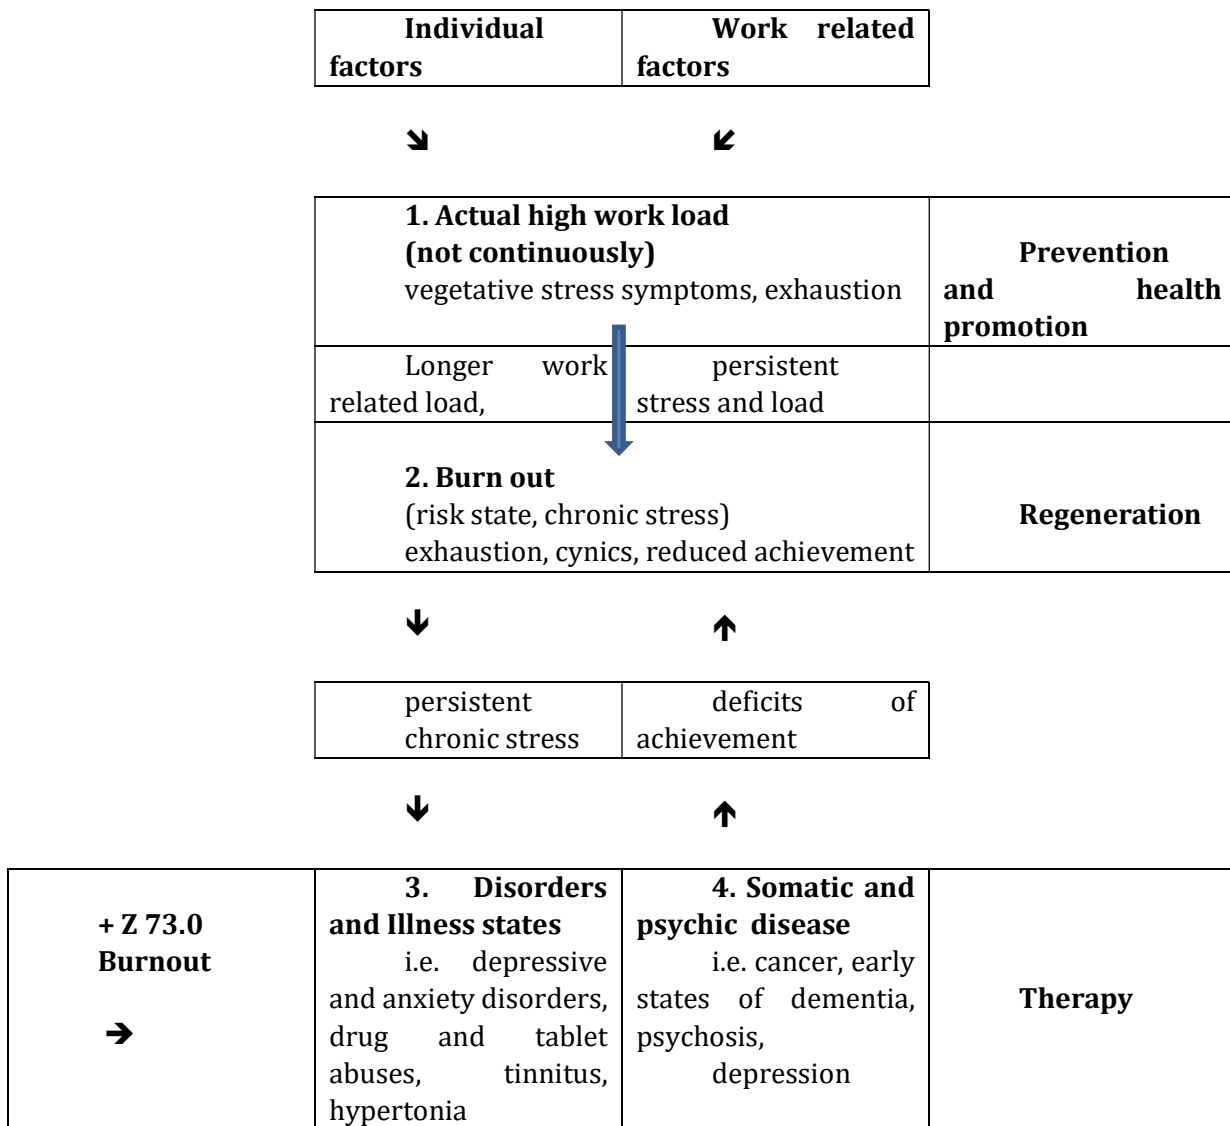 Individual
factors
Work related
factors
1. Actual high work load
(not continuously)
vegetative stress symptoms, exhaustion
Prevention
and health
promotion
Longer work
related load,
persistent
stress and load
2. Burn out
(risk state, chronic stress)
exhaustion, cynics, reduced achievement
Regeneration
persistent
chronic stress
deficits of
achievement
+ Z 73.0
Burnout
3. Disorders
and Illness states
i.e. depressive
and anxiety disorders,
drug and tablet
abuses, tinnitus,
hypertonia
4. Somatic and
psychic disease
i.e. cancer, early
states of dementia,
psychosis,
depression
Therapy